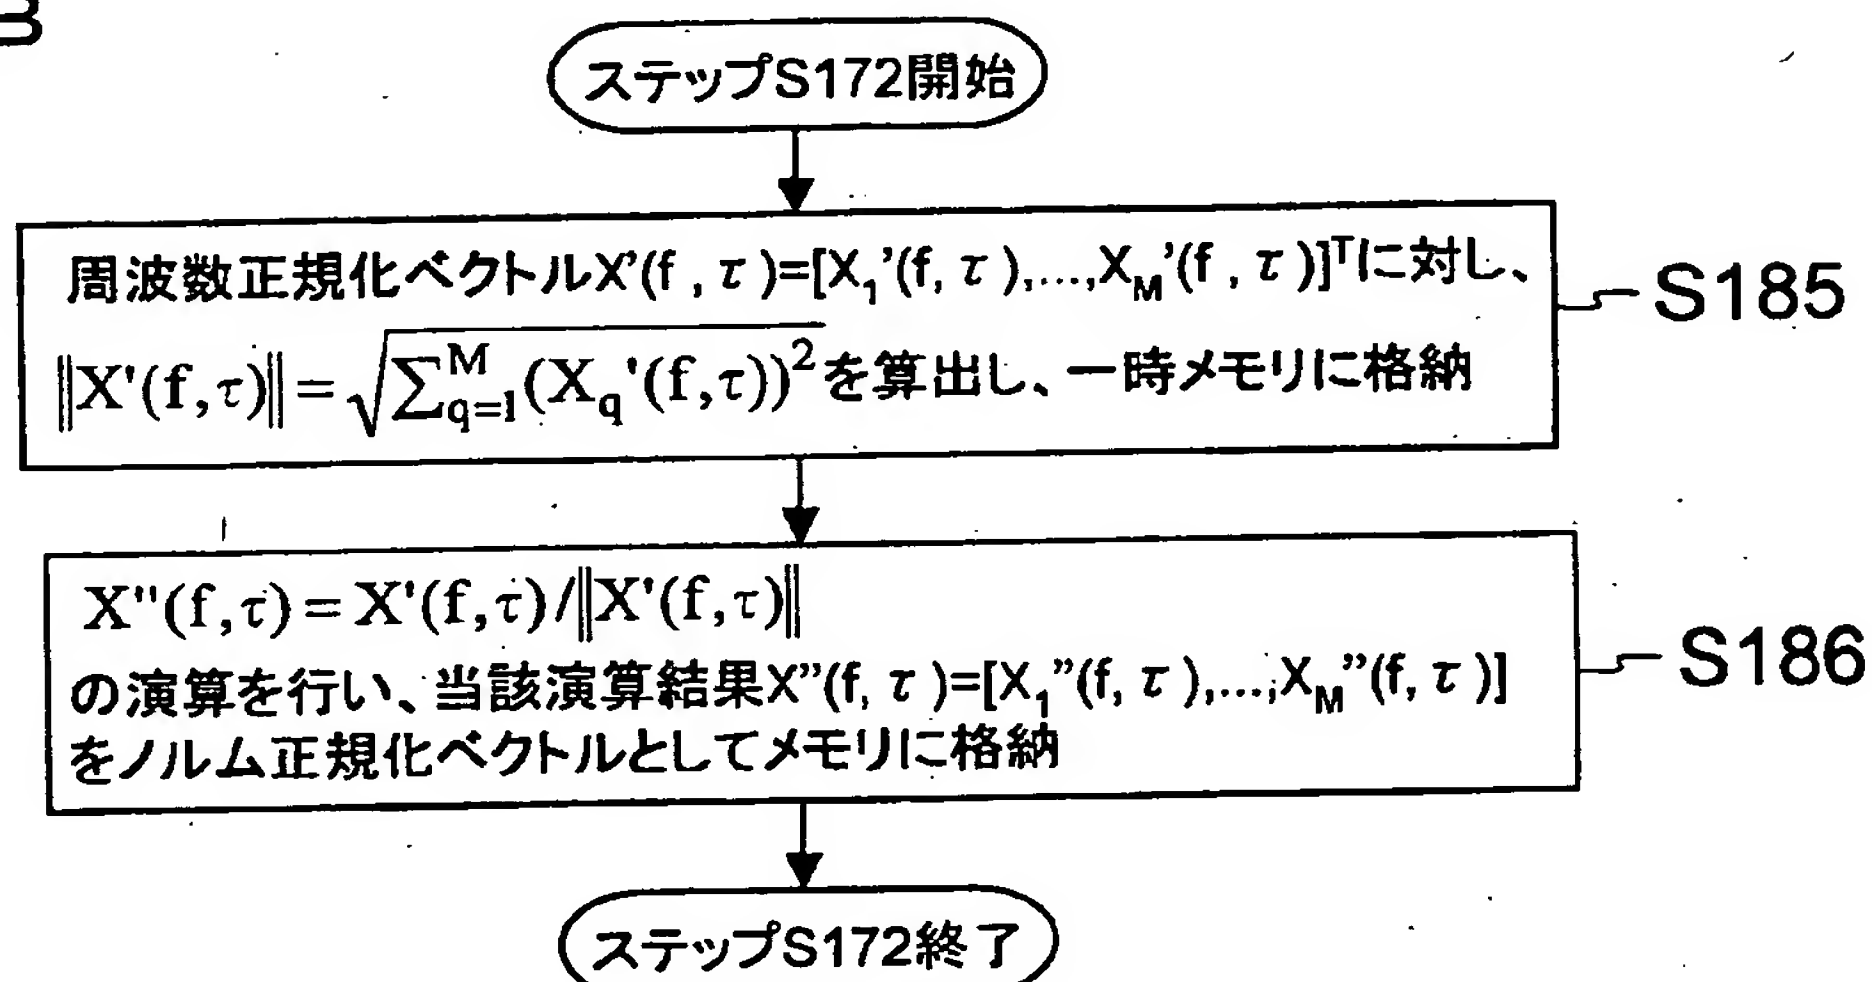 ステップS172開始
周波数正規化ベクトルX'(f, τ)=[X₁'(f, τ),...,X_M'(f, τ)]ᵀに対し、
‖X'(f,τ)‖=√(∑_{q=1}^{M}(X_q'(f,τ))²)を算出し、一時メモリに格納
S185
X''(f,τ)=X'(f,τ)/‖X'(f,τ)‖
の演算を行い、当該演算結果X”(f, τ)=[X₁”(f, τ),...,X_M”(f, τ)]
をノルム正規化ベクトルとしてメモリに格納
S186
ステップS172終了